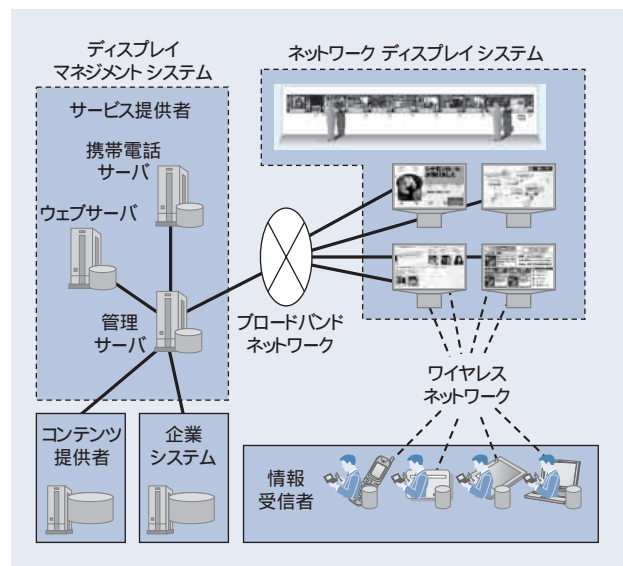 ディスプレイ
マネジメント システム
サービス提供者
携帯電話
サーバ
ウェブサーバ
管理
サーバ
コンテンツ
提供者
企業
システム
ブロードバンド
ネットワーク
ネットワーク ディスプレイ システム
ワイヤレス
ネットワーク
情報
受信者